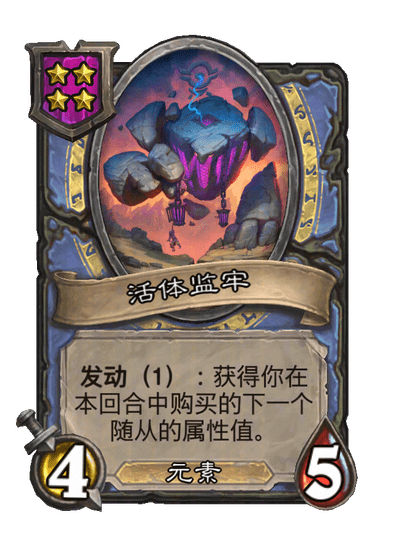 活体监牢
发动（1）：获得你在
本回合中购买的下一个
随从的属性值。
4
元素
5